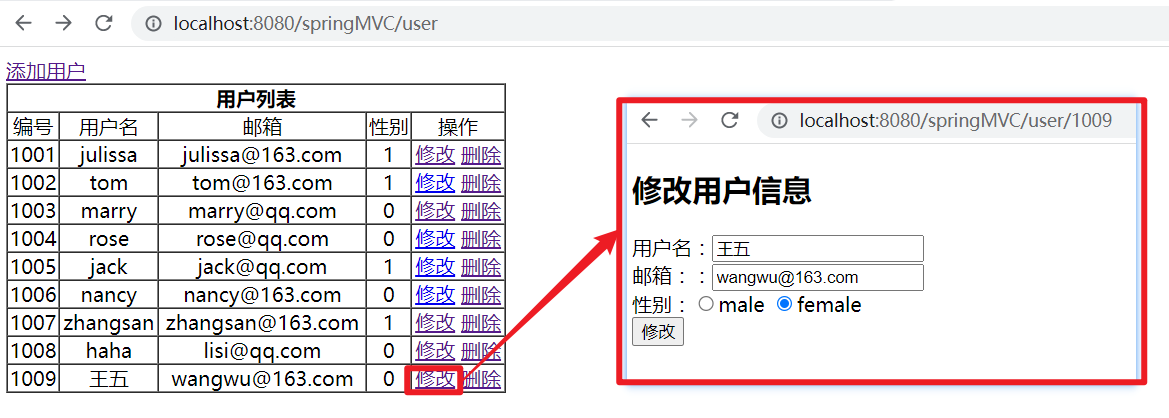 localhost:8080/springMVC/user
添加用户
用户列表
编号 用户名 邮箱 性别 操作
1001 julissa julissa@163.com 1 修改 删除
1002 tom tom@163.com 1 修改 删除
1003 marry marry@qq.com 0 修改 删除
1004 rose rose@qq.com 0 修改 删除
1005 jack jack@qq.com 1 修改 删除
1006 nancy nancy@163.com 0 修改 删除
1007 zhangsan zhangsan@163.com 1 修改 删除
1008 haha lisi@qq.com 0 修改 删除
1009 王五 wangwu@163.com 0 修改 删除
localhost:8080/springMVC/user/1009
修改用户信息
用户名：王五
邮箱：：wangwu@163.com
性别： male female
修改